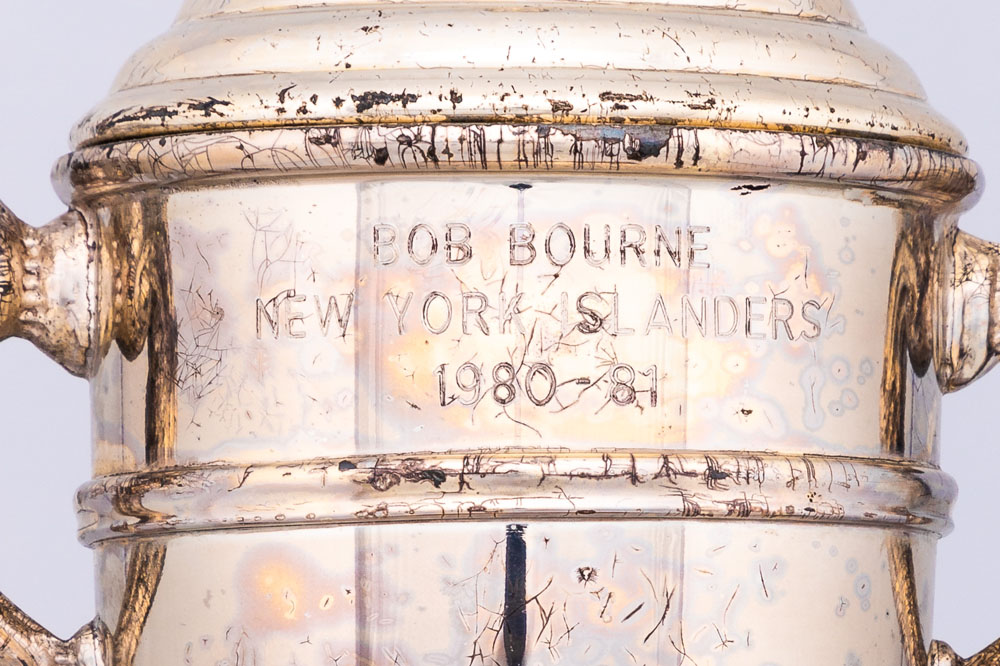 BOB BOURNE
NEW YORK ISLANDERS
1980-81